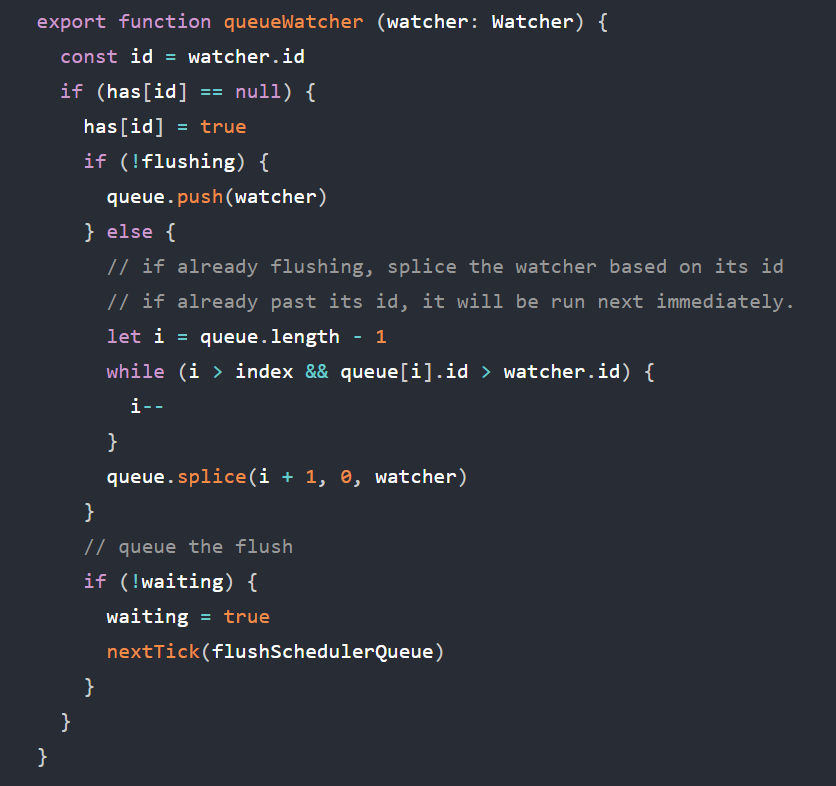 export function queueWatcher (watcher: Watcher) {
  const id = watcher.id
  if (has[id] == null) {
    has[id] = true
    if (!flushing) {
      queue.push(watcher)
    } else {
      // if already flushing, splice the watcher based on its id
      // if already past its id, it will be run next immediately.
      let i = queue.length - 1
      while (i > index && queue[i].id > watcher.id) {
        i--
      }
      queue.splice(i + 1, 0, watcher)
    }
    // queue the flush
    if (!waiting) {
      waiting = true
      nextTick(flushSchedulerQueue)
    }
  }
}